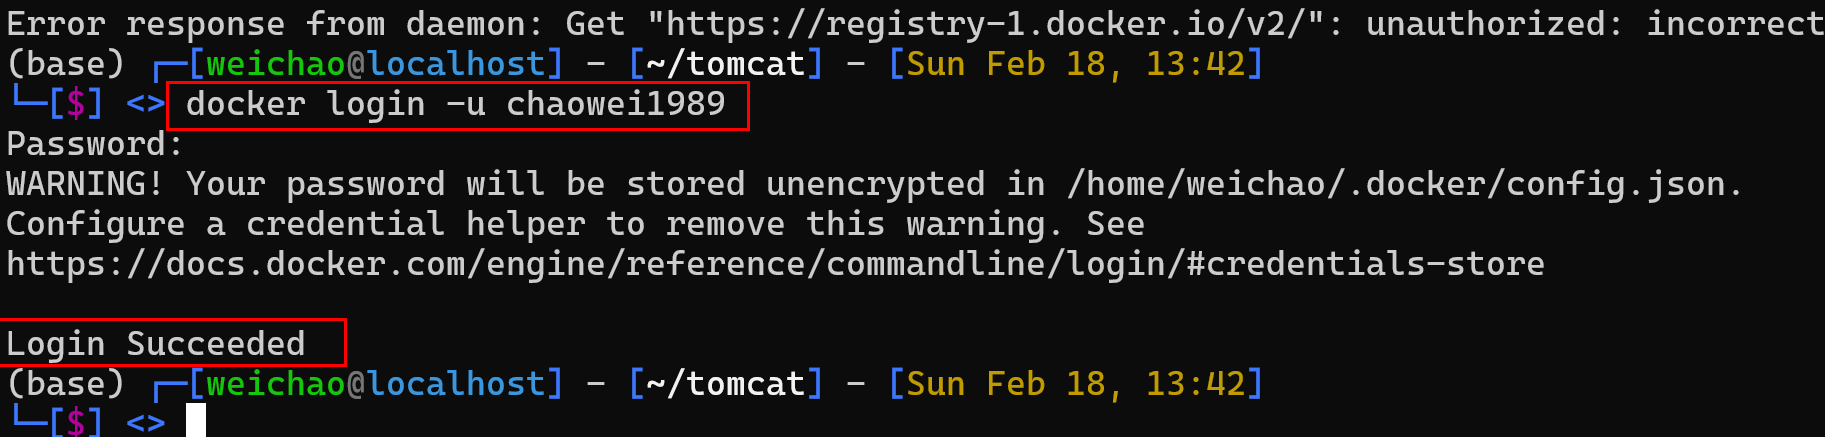 Error response from daemon: Get "https://registry-1.docker.io/v2/": unauthorized: incorrect
(base) ┌─[weichao@localhost] - [~/tomcat] - [Sun Feb 18, 13:42]
└─[$] <> docker login -u chaowei1989
Password:
WARNING! Your password will be stored unencrypted in /home/weichao/.docker/config.json.
Configure a credential helper to remove this warning. See
https://docs.docker.com/engine/reference/commandline/login/#credentials-store
Login Succeeded
(base) ┌─[weichao@localhost] - [~/tomcat] - [Sun Feb 18, 13:42]
└─[$] <>